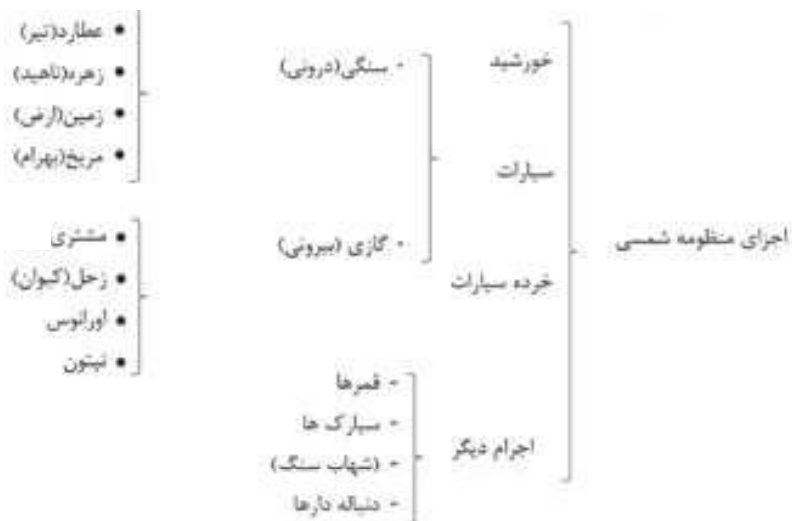 اجزای منظومه شمسی
خورشید
سیارات
خرده سیارات
اجرام دیگر
- سنگی(درونی)
- گازی (بیرونی)
• عطارد(تیر)
• زهره(ناهید)
• زمین(ارض)
• مریخ(بهرام)
• مشتری
• زحل(کیوان)
• اورانوس
• نپتون
- قمرها
- سیارک ها
- (شهاب سنگ)
- دنباله دارها